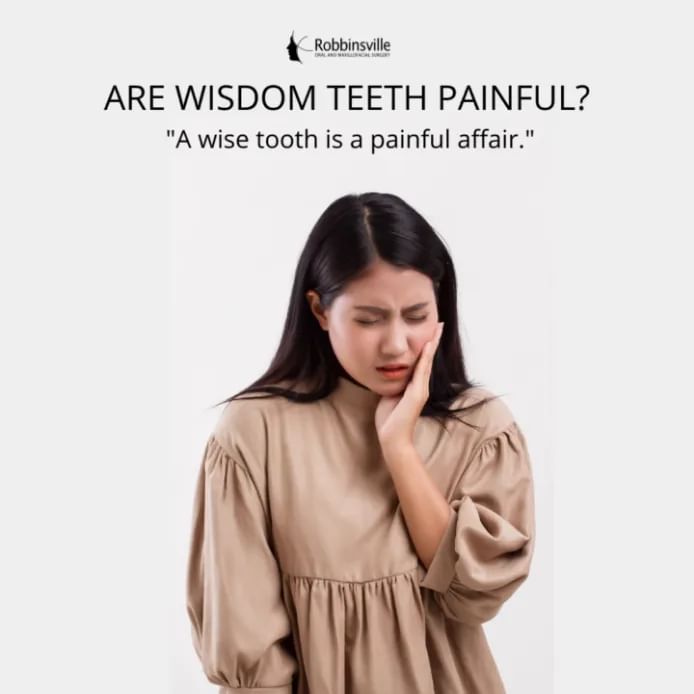 Robbinsville
ORAL AND MAXILLOFACIAL SURGERY
ARE WISDOM TEETH PAINFUL?
"A wise tooth is a painful affair."